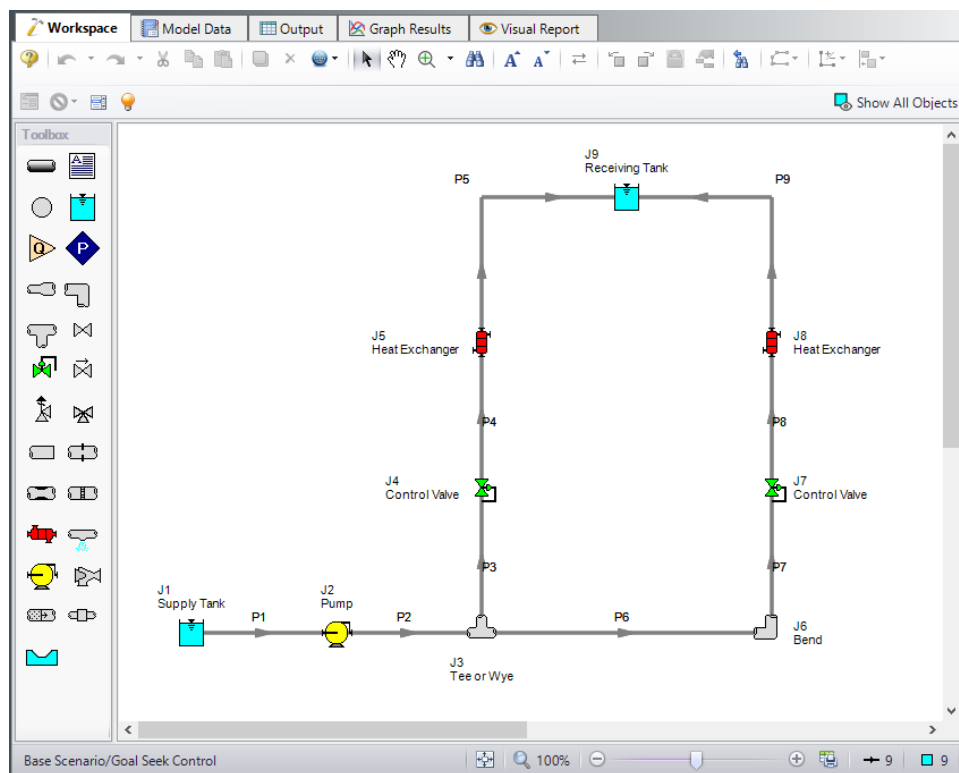 Workspace Model Data Output Graph Results Visual Report
Show All Objects
Toolbox
Q P
J9
Receiving Tank
P5 P9
J5
Heat Exchanger
J8
Heat Exchanger
P4 P8
J4
Control Valve
J7
Control Valve
P3 P7
J1
Supply Tank
J2
Pump
P1 P2 P6
J6
Bend
J3
Tee or Wye
Base Scenario/Goal Seek Control 100% 9 9